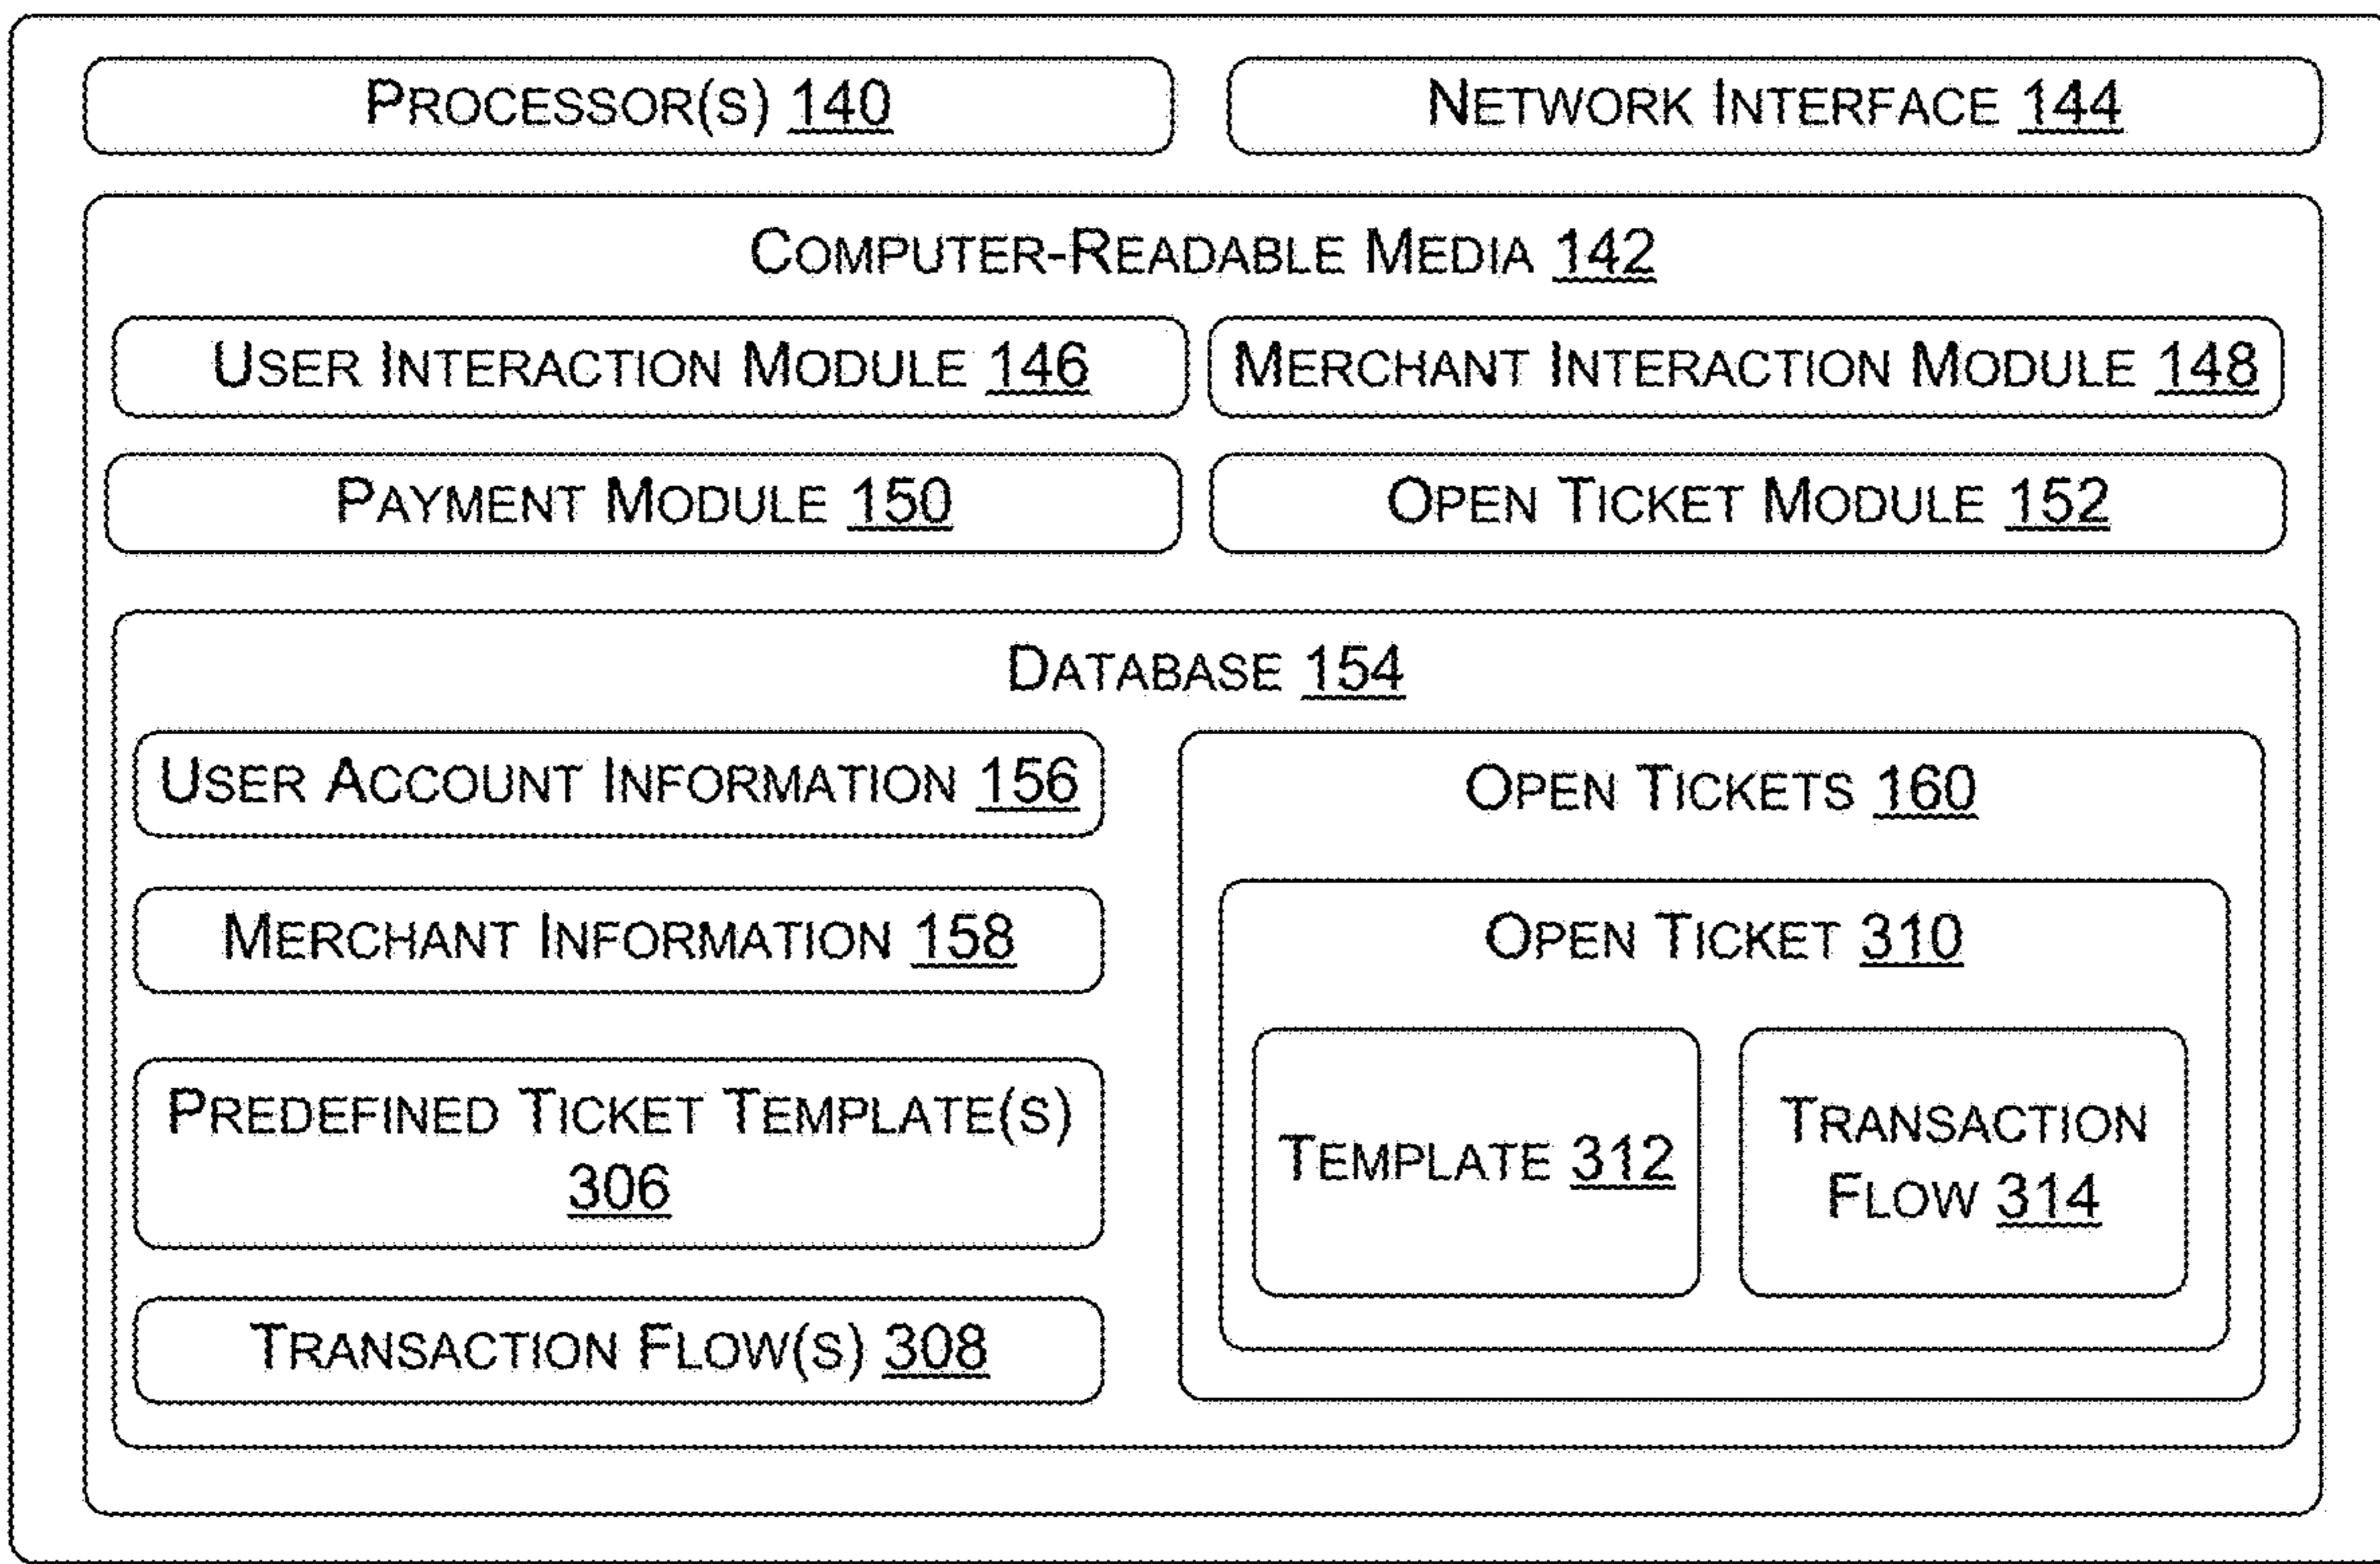 PROCESSOR(S) 140
NETWORK INTERFACE 144
COMPUTER-READABLE MEDIA 142
USER INTERACTION MODULE 146
MERCHANT INTERACTION MODULE 148
PAYMENT MODULE 150
OPEN TICKET MODULE 152
DATABASE 154
USER ACCOUNT INFORMATION 156
MERCHANT INFORMATION 158
PREDEFINED TICKET TEMPLATE(S)
306
TRANSACTION FLOW(S) 308
OPEN TICKETS 160
OPEN TICKET 310
TEMPLATE 312
TRANSACTION
FLOW 314